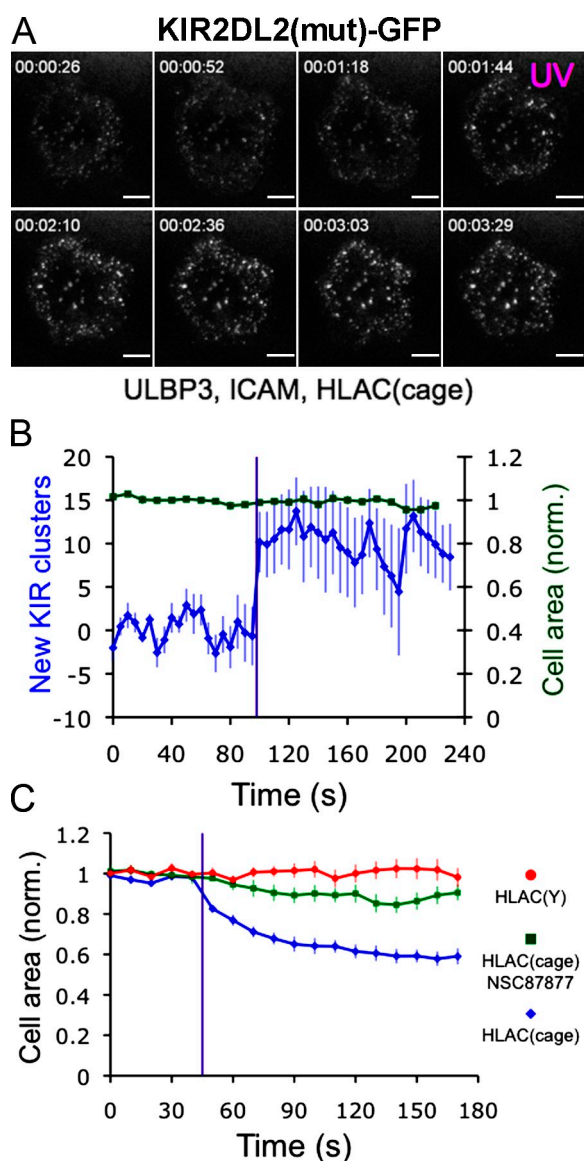 A
KIR2DL2(mut)-GFP
00:00:26
00:00:52
00:01:18
00:01:44
UV
00:02:10
00:02:36
00:03:03
00:03:29
ULBP3, ICAM, HLAC(cage)
B
New KIR clusters
20
15
10
5
0
-5
-10
0 40 80 120 160 200 240
Time (s)
1.2
1
0.8
0.6
0.4
0.2
0
Cell area (norm.)
C
Cell area (norm.)
1.2
1
0.8
0.6
0.4
0.2
0
0 30 60 90 120 150 180
Time (s)
HLAC(Y)
HLAC(cage)
NSC87877
HLAC(cage)